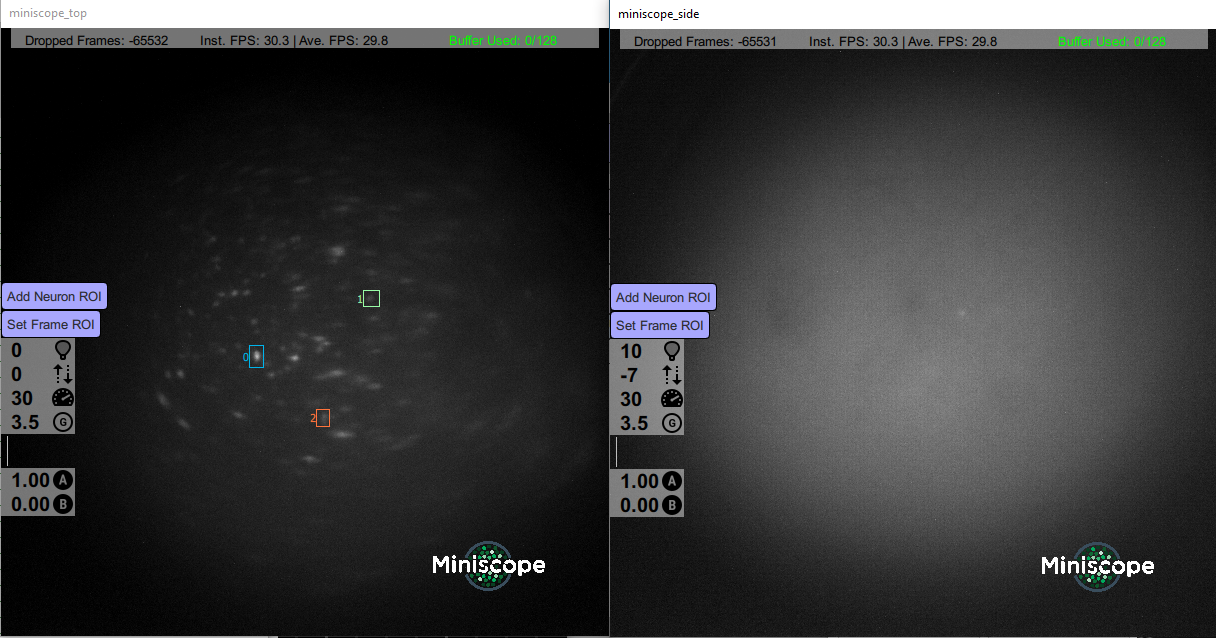 miniscope_top
Dropped Frames: -65532 Inst. FPS: 30.3 | Ave. FPS: 29.8 Buffer Used: 0/128
1
Add Neuron ROI
Set Frame ROI
0
0
0
30
3.5 G
2
1.00 A
0.00 B
Miniscope
miniscope_side
Dropped Frames: -65531 Inst. FPS: 30.3 | Ave. FPS: 29.8 Buffer Used: 0/128
Add Neuron ROI
Set Frame ROI
10
-7
30
3.5 G
1.00 A
0.00 B
Miniscope